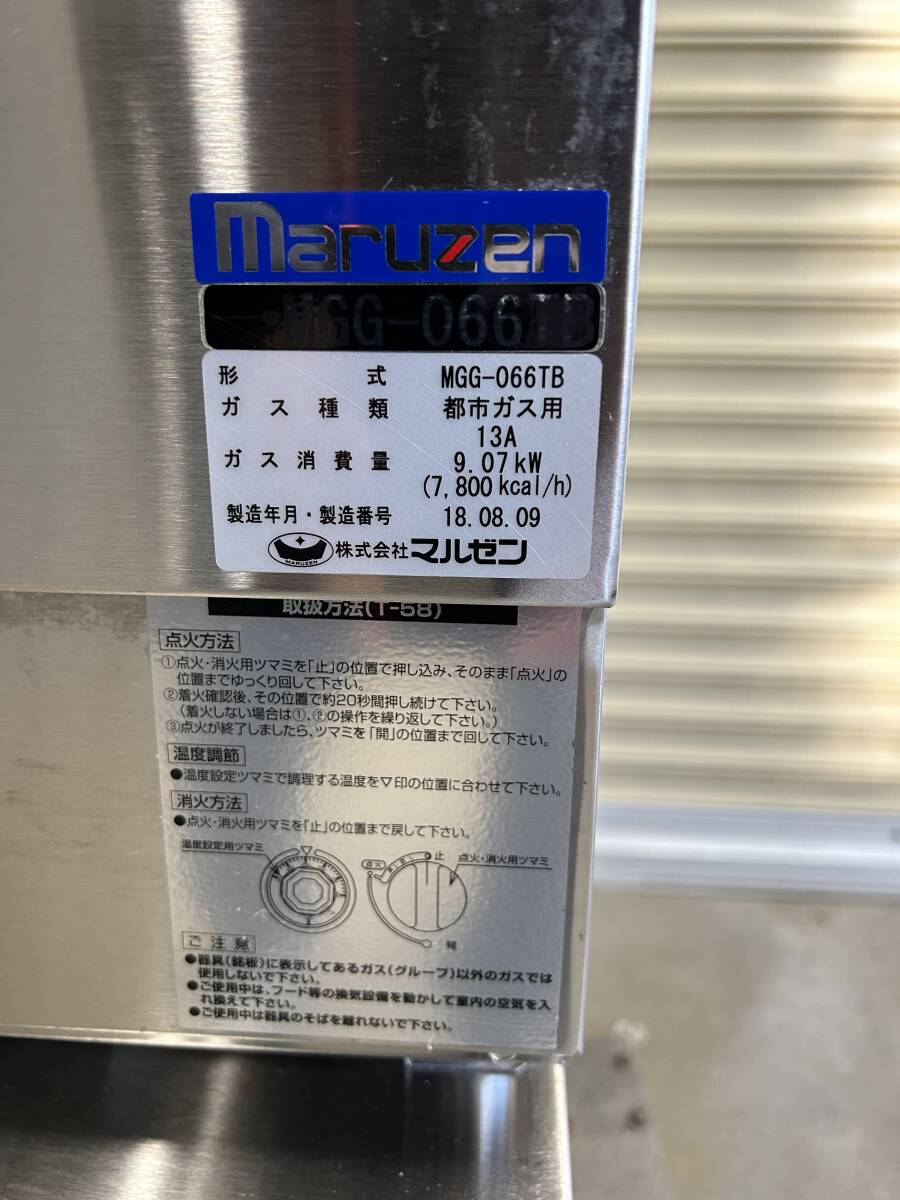 maruzen
MGG-066TB
形式 MGG-066TB
ガス種類 都市ガス用
13A
ガス消費量 9.07kW
(7,800kcal/h)
製造年月・製造番号 18.08.09
MARUZEN 株式会社マルゼン
取扱方法(T-58)
点火方法
①点火・消火用ツマミを「止」の位置で押し込み、そのまま「点火」の
位置までゆっくり回して下さい。
②着火確認後、その位置で約20秒間押し続けて下さい。
(着火しない場合は①、②の操作を繰り返して下さい。)
③点火が終了しましたら、ツマミを「開」の位置まで回して下さい。
温度調節
●温度設定ツマミで調理する温度を▽印の位置に合わせて下さい。
消火方法
●点火・消火用ツマミを「止」の位置まで戻して下さい。
温度設定用ツマミ
点火
止
点火・消火用ツマミ
開
ご注意
●器具(銘板)に表示してあるガス(グループ)以外のガスでは
使用しないで下さい。
●ご使用中は、フード等の換気設備を動かして室内の空気を入
れ換えて下さい。
●ご使用中は器具のそばを離れないで下さい。